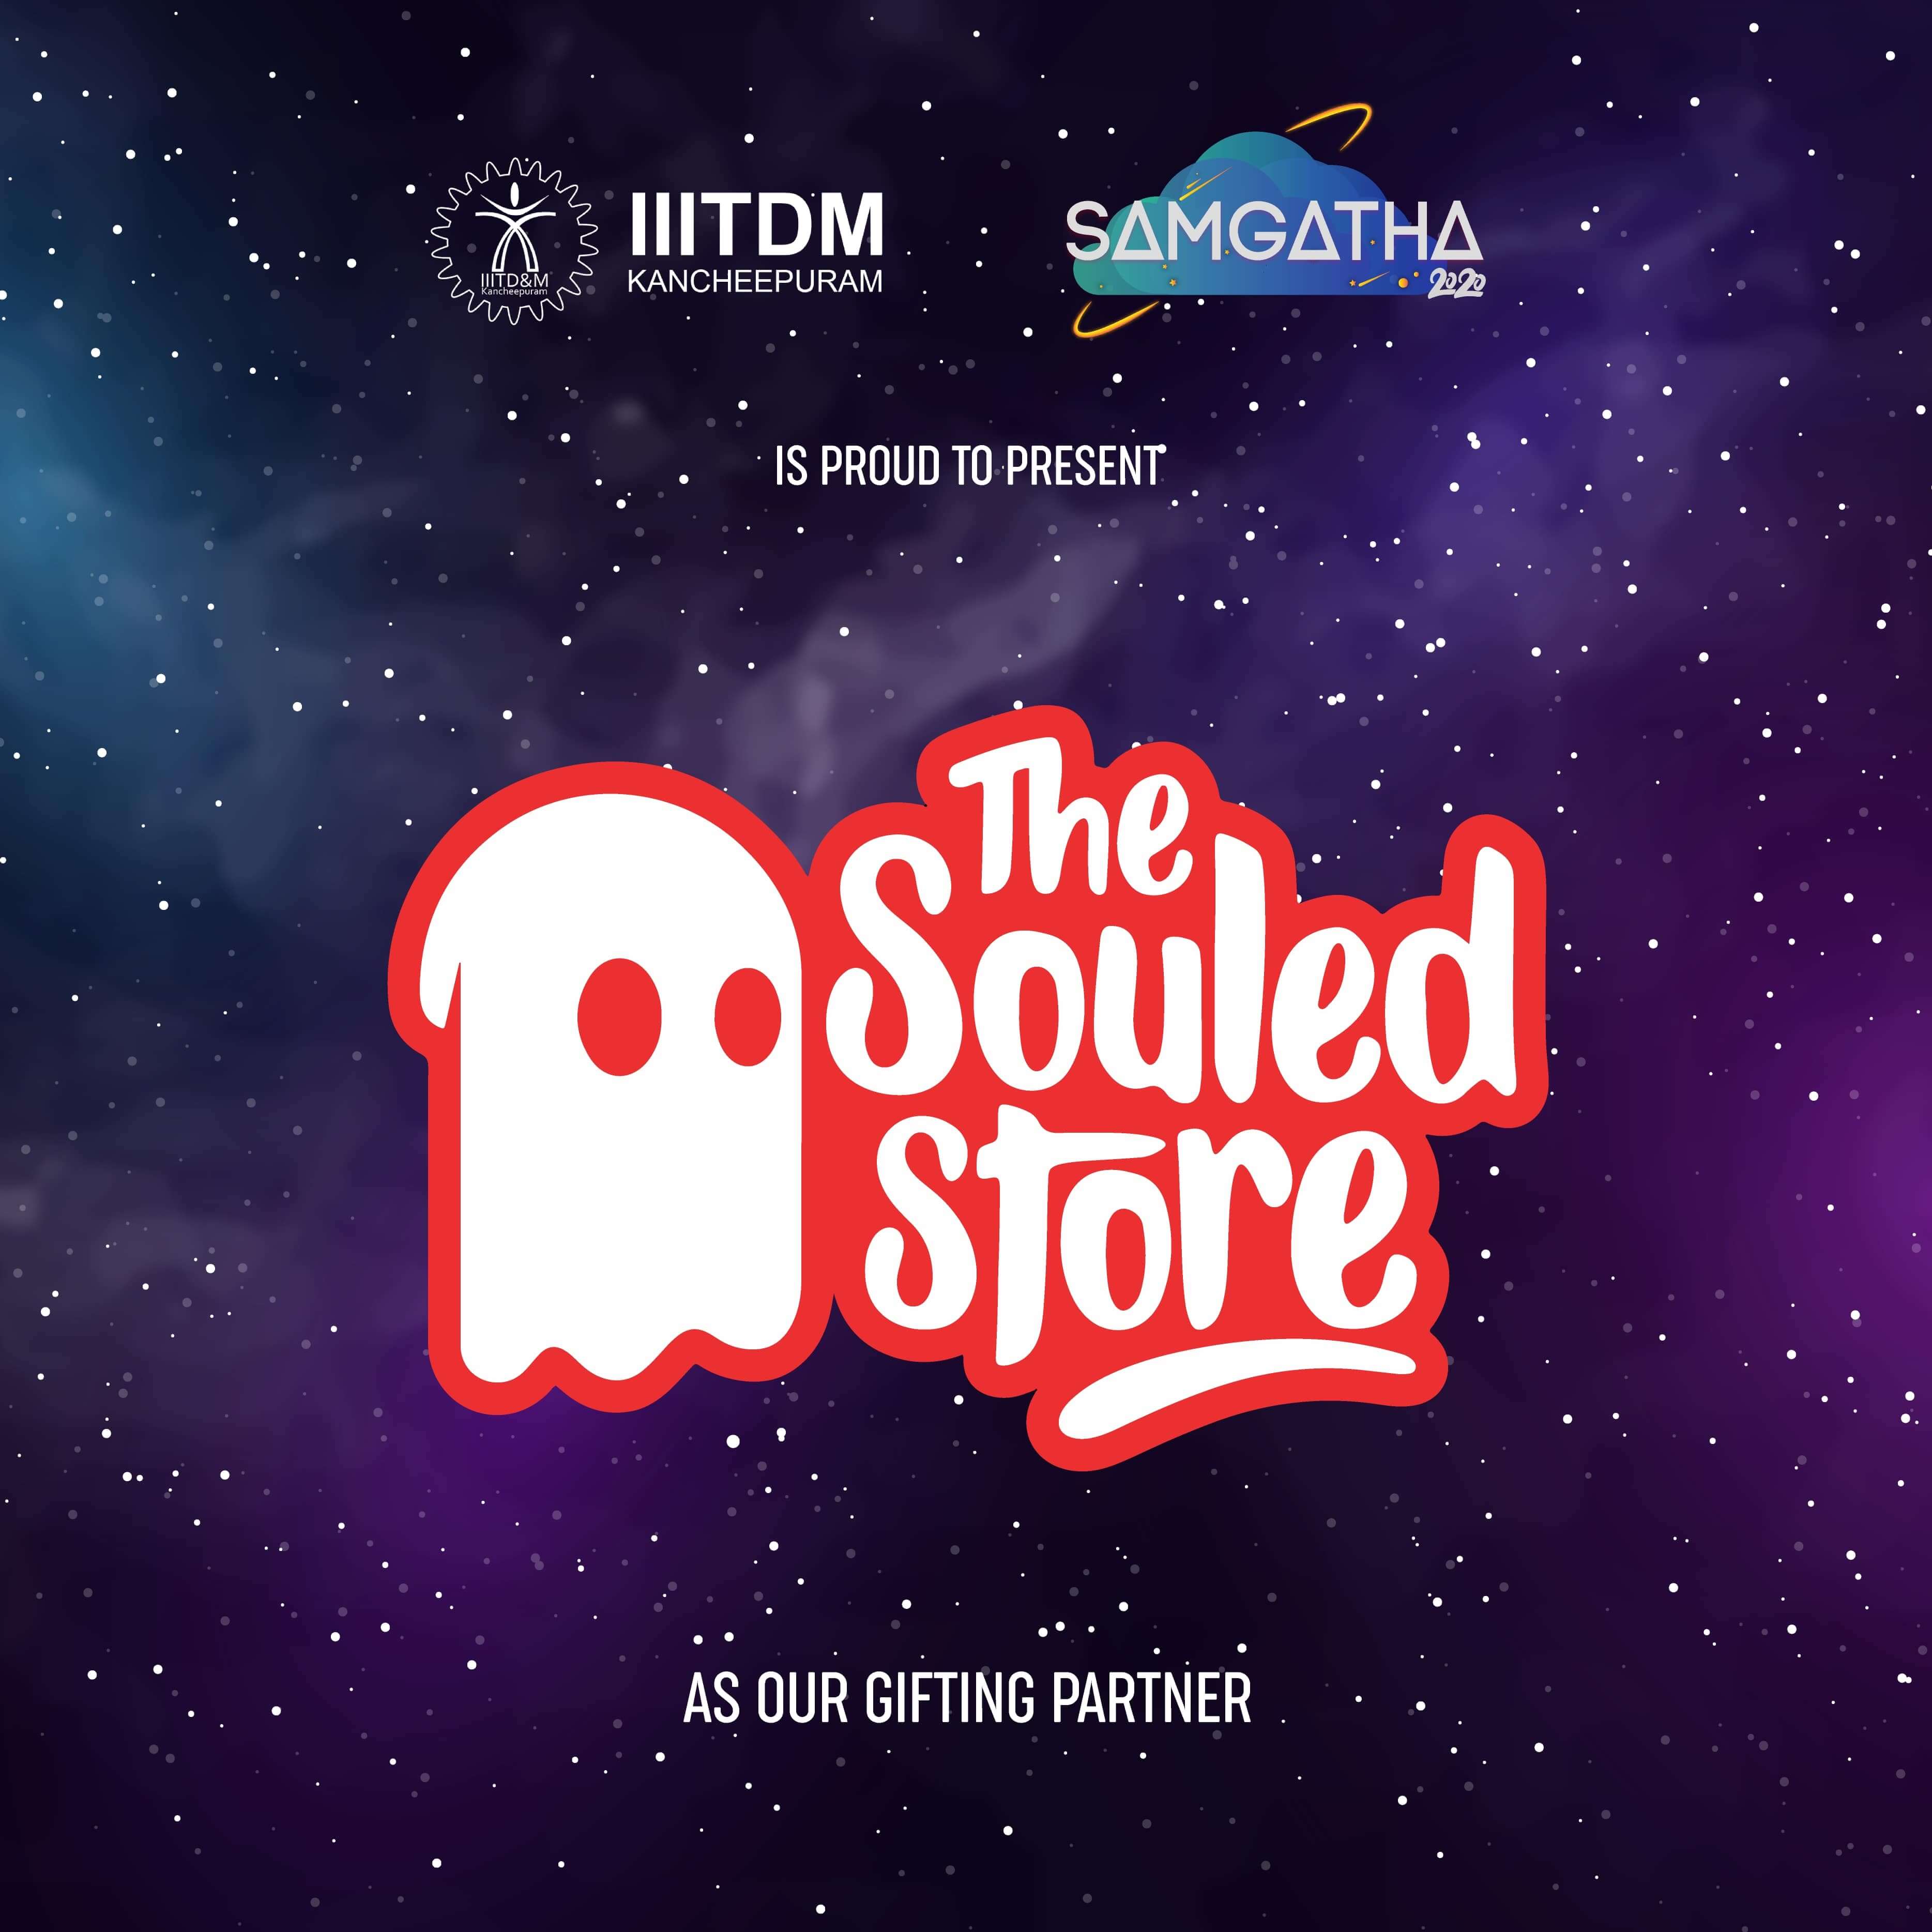 IIITD&M
Kancheepuram
IIITDM
KANCHEEPURAM
SAMGATHA
2020
IS PROUD TO PRESENT
The
Souled
Store
AS OUR GIFTING PARTNER